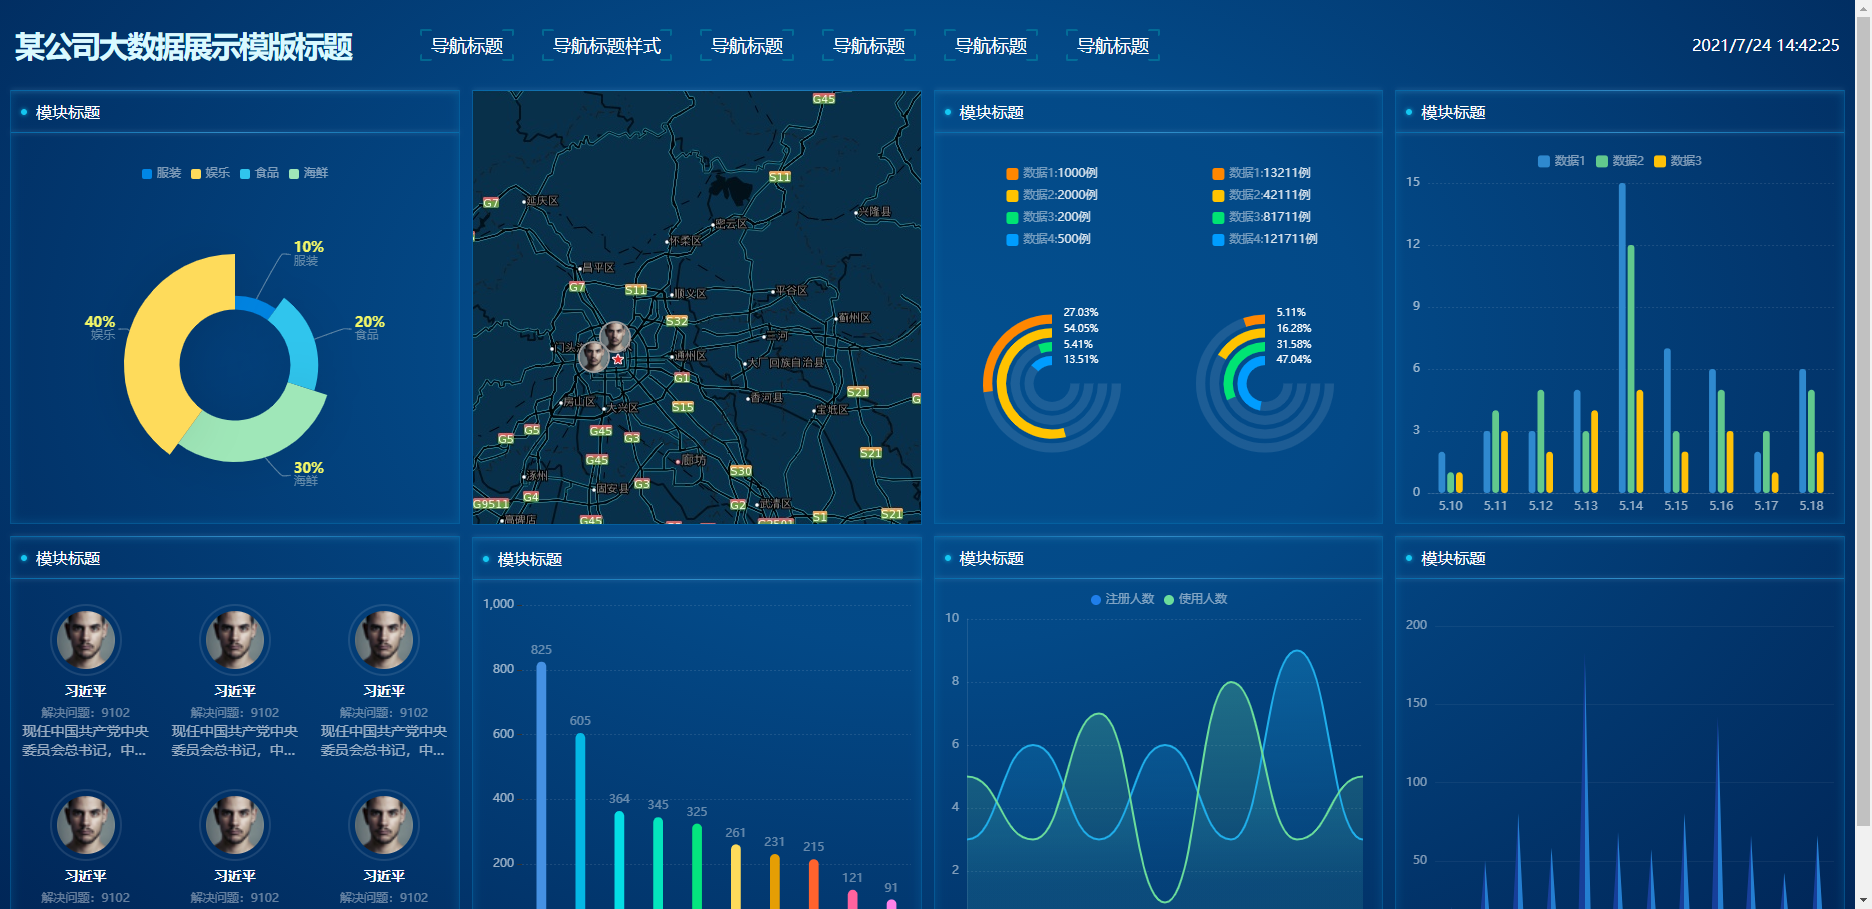 某公司大数据展示模版标题
导航标题
导航标题样式
导航标题
导航标题
导航标题
导航标题
2021/7/24 14:42:25
模块标题
服装 娱乐 食品 海鲜
10%
服装
20%
食品
40%
娱乐
30%
海鲜
G45
S11
G7
延庆区
兴隆县
密云区
怀柔区
昌平区
G7
S11
顺义区
平谷区
S32
蓟州区
三河
门头沟
通州区
大厂回族自治县
G1
S21
房山区
大兴区
S15
香河县
宝坻区
G5
G5
G45
G3
S21
G45
廊坊
S30
涿州
G3
固安县
G9511
G4
G2
武清区
高碑店
G45
S1
S21
模块标题
数据1:1000例
数据2:2000例
数据3:200例
数据4:500例
数据1:13211例
数据2:42111例
数据3:81711例
数据4:121711例
27.03%
54.05%
5.41%
13.51%
5.11%
16.28%
31.58%
47.04%
模块标题
数据1 数据2 数据3
15
12
9
6
3
0
5.10 5.11 5.12 5.13 5.14 5.15 5.16 5.17 5.18
模块标题
习近平
解决问题：9102
现任中国共产党中央
委员会总书记，中...
习近平
解决问题：9102
现任中国共产党中央
委员会总书记，中...
习近平
解决问题：9102
现任中国共产党中央
委员会总书记，中...
习近平
解决问题：9102
习近平
解决问题：9102
习近平
解决问题：9102
模块标题
1,000
800
600
400
200
825
605
364
345
325
261
231
215
121
91
模块标题
注册人数 使用人数
10
8
6
4
2
模块标题
200
150
100
50